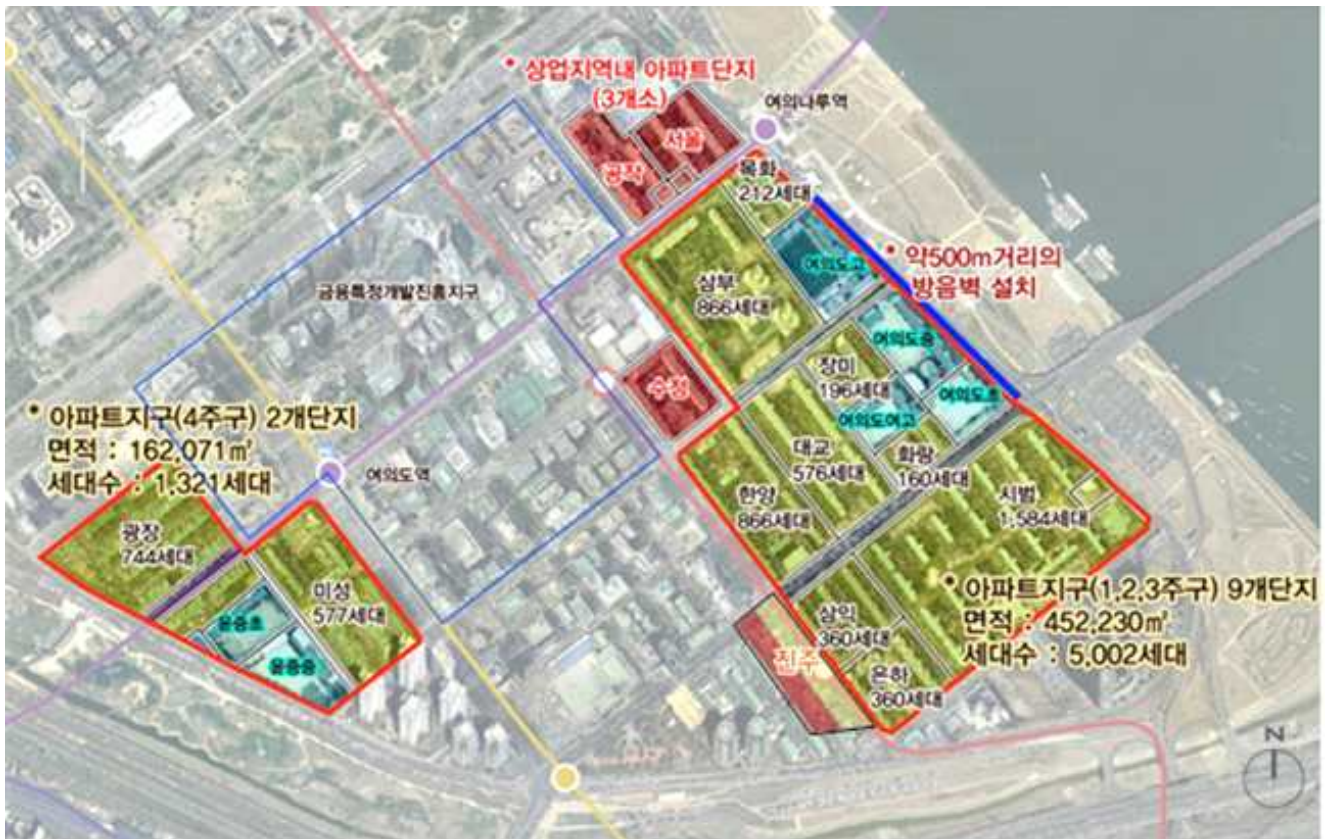 * 상업지역내 아파트단지
(3개소)
여의나루역
서울
공작
목화
212세대
* 약500m거리의
방음벽 설치
여의도고
삼부
866세대
금융특정개발진흥지구
여의도중
장미
196세대
여의도초
수정
여의도여고
* 아파트지구(4주구) 2개단지
면적 : 162,071㎡
세대수 : 1,321세대
여의도역
대교
576세대
화랑
160세대
한양
866세대
시범
1,584세대
광장
744세대
미성
577세대
* 아파트지구(1,2,3주구) 9개단지
면적 : 452,230㎡
세대수 : 5,002세대
윤중초
윤중중
삼익
360세대
진주
은하
360세대
N